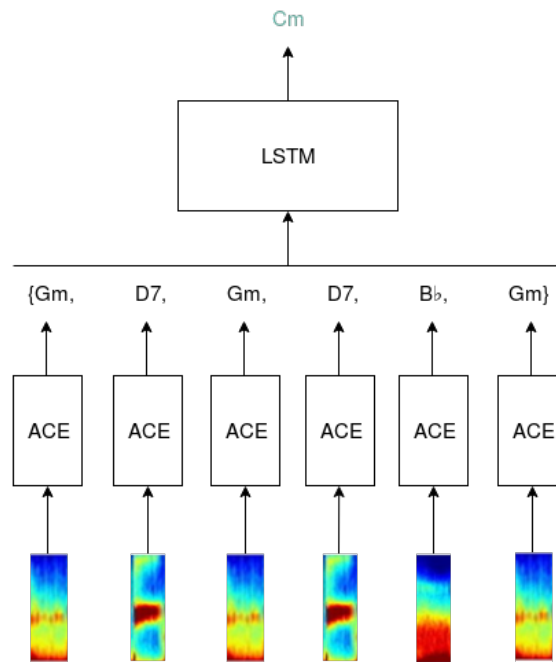 Cm
LSTM
{Gm, D7, Gm, D7, B♭, Gm}
ACE ACE ACE ACE ACE ACE